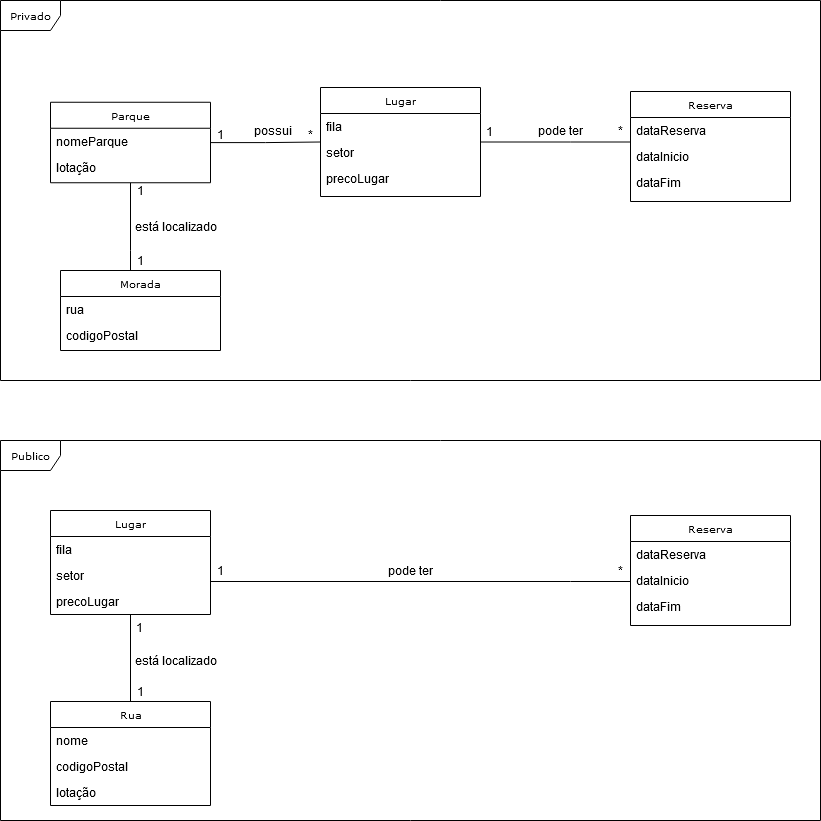 Privado
Parque
nomeParque
lotação
1
possui
*
Lugar
fila
setor
precoLugar
1
pode ter
*
Reserva
dataReserva
dataInicio
dataFim
1
está localizado
1
Morada
rua
codigoPostal
Publico
Lugar
fila
setor
precoLugar
1
pode ter
*
Reserva
dataReserva
dataInicio
dataFim
1
está localizado
1
Rua
nome
codigoPostal
lotação